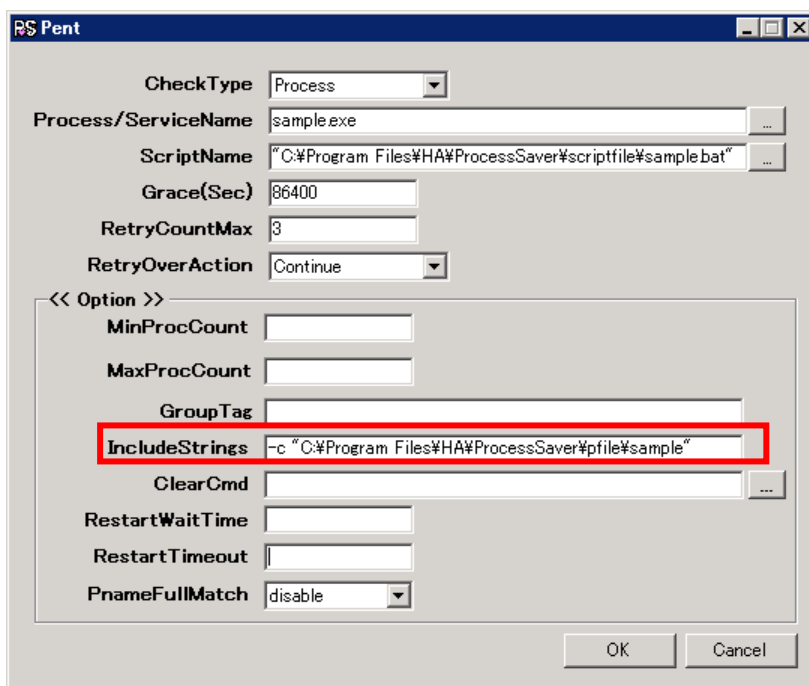 PS Pent
CheckType Process
Process/ServiceName sample.exe ...
ScriptName "C:¥Program Files¥HA¥ProcessSaver¥scriptfile¥sample.bat" ...
Grace(Sec) 86400
RetryCountMax 3
RetryOverAction Continue
<< Option >>
MinProcCount
MaxProcCount
GroupTag
IncludeStrings -c "C:¥Program Files¥HA¥ProcessSaver¥pfile¥sample"
ClearCmd ...
RestartWaitTime
RestartTimeout
PnameFullMatch disable
OK Cancel